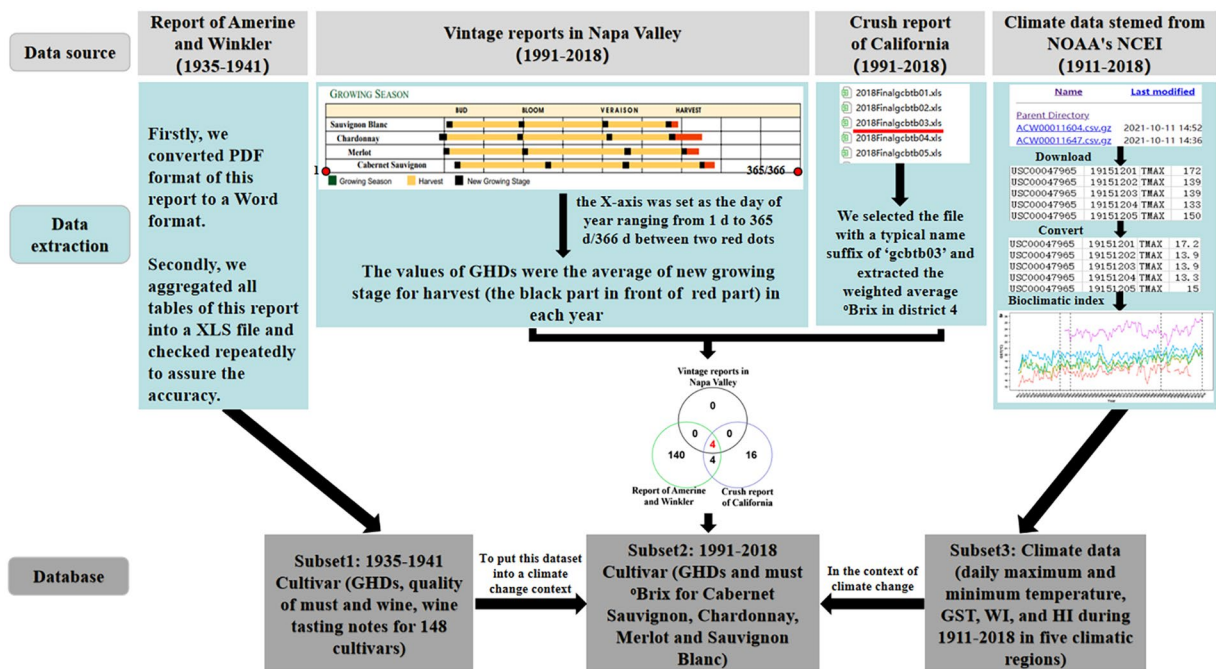 Data source
Report of Amerine
and Winkler
(1935-1941)
Vintage reports in Napa Valley
(1991-2018)
Crush report
of California
(1991-2018)
Climate data stemed from
NOAA's NCEI
(1911-2018)
Data
extraction
Firstly, we
converted PDF
format of this
report to a Word
format.
Secondly, we
aggregated all
tables of this report
into a XLS file and
checked repeatedly
to assure the
accuracy.
GROWING SEASON
BUD BLOOM VERAISON HARVEST
Sauvignon Blanc
Chardonnay
Merlot
Cabernet Sauvignon
1 365/366
Growing Season Harvest New Growing Stage
the X-axis was set as the day of
year ranging from 1 d to 365
d/366 d between two red dots
The values of GHDs were the average of new growing
stage for harvest (the black part in front of red part) in
each year
2018Finalgcbtb01.xls
2018Finalgcbtb02.xls
2018Finalgcbtb03.xls
2018Finalgcbtb04.xls
2018Finalgcbtb05.xls
We selected the file
with a typical name
suffix of ‘gcbtb03’ and
extracted the
weighted average
°Brix in district 4
Name Last modified
Parent Directory
ACW00011604.csv.gz 2021-10-11 14:52
ACW00011647.csv.gz 2021-10-11 14:36
Download
USC00047965 19151201 TMAX 172
USC00047965 19151202 TMAX 139
USC00047965 19151203 TMAX 139
USC00047965 19151204 TMAX 133
USC00047965 19151205 TMAX 150
Convert
USC00047965 19151201 TMAX 17.2
USC00047965 19151202 TMAX 13.9
USC00047965 19151203 TMAX 13.9
USC00047965 19151204 TMAX 13.3
USC00047965 19151205 TMAX 15
Bioclimatic index
a
Year
Vintage reports in
Napa Valley
0
0 0
4
140 4 16
Report of Amerine
and Winkler
Crush report of
California
Database
Subset1: 1935-1941
Cultivar (GHDs, quality
of must and wine, wine
tasting notes for 148
cultivars)
To put this dataset
into a climate
change context
Subset2: 1991-2018
Cultivar (GHDs and must
°Brix for Cabernet
Sauvignon, Chardonnay,
Merlot and Sauvignon
Blanc)
In the context of
climate change
Subset3: Climate data
(daily maximum and
minimum temperature,
GST, WI, and HI during
1911-2018 in five climatic
regions)